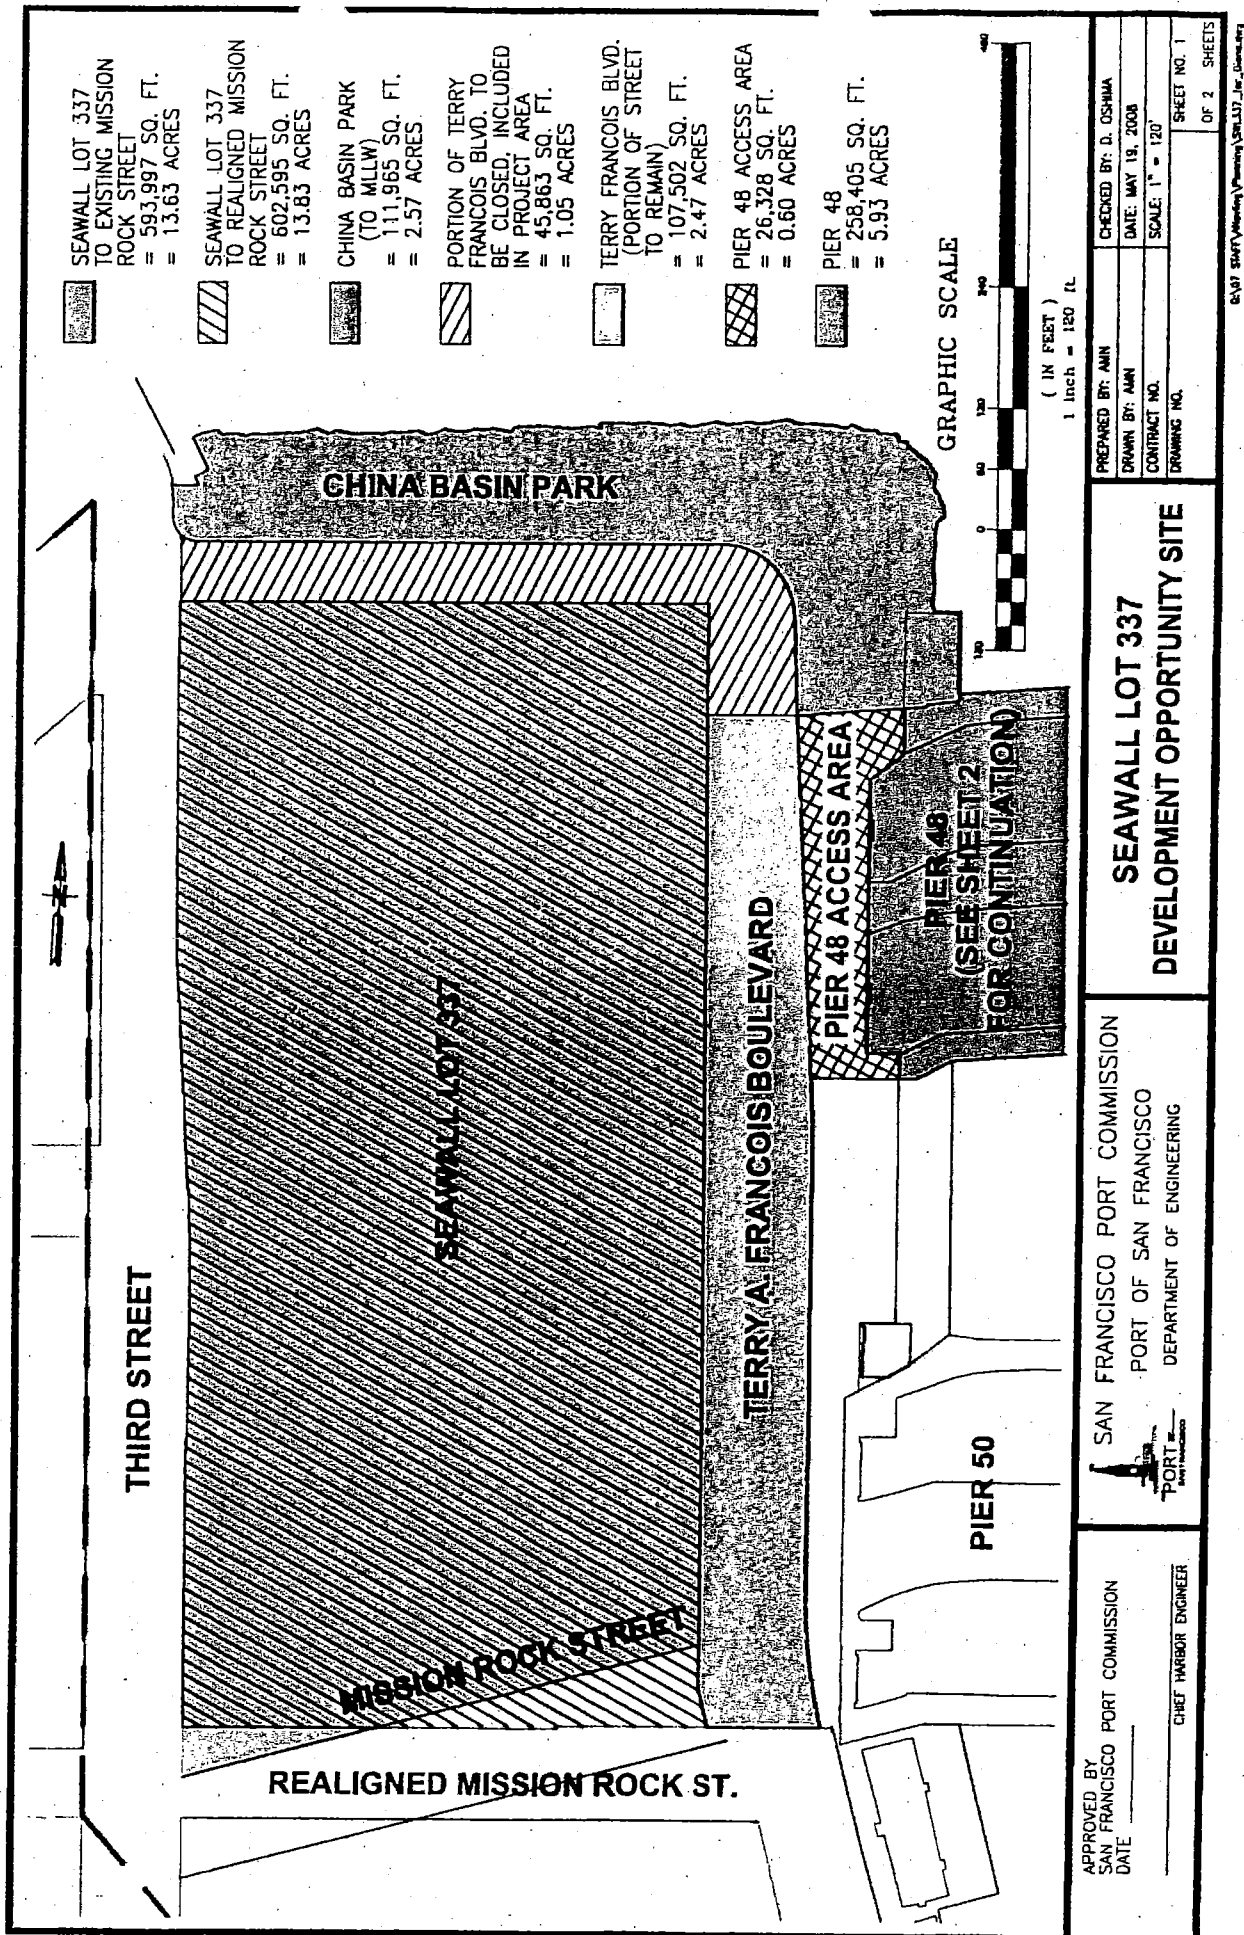 SEAWALL LOT 337
TO EXISTING MISSION
ROCK STREET
= 593,997 SQ. FT.
= 13.63 ACRES
SEAWALL LOT 337
TO REALIGNED MISSION
ROCK STREET
= 602,595 SQ. FT.
= 13.83 ACRES
CHINA BASIN PARK
(TO MLLW)
= 111,965 SQ. FT.
= 2.57 ACRES
PORTION OF TERRY
FRANCOIS BLVD. TO
BE CLOSED, INCLUDED
IN PROJECT AREA
= 45,863 SQ. FT.
= 1.05 ACRES
TERRY FRANCOIS BLVD.
(PORTION OF STREET
TO REMAIN)
= 107,502 SQ. FT.
= 2.47 ACRES
PIER 48 ACCESS AREA
= 26,328 SQ. FT.
= 0.60 ACRES
PIER 48
= 258,405 SQ. FT.
= 5.93 ACRES
THIRD STREET
CHINA BASIN PARK
SEAWALL LOT 337
TERRY A. FRANCOIS BOULEVARD
PIER 48 ACCESS AREA
PIER 48
(SEE SHEET 2
FOR CONTINUATION)
MISSION ROCK STREET
REALIGNED MISSION ROCK ST.
PIER 50
GRAPHIC SCALE
120 0 60 120 240 480
( IN FEET )
1 inch = 120 ft.
APPROVED BY
SAN FRANCISCO PORT COMMISSION
DATE
CHIEF HARBOR ENGINEER
SAN FRANCISCO PORT COMMISSION
PORT OF SAN FRANCISCO
DEPARTMENT OF ENGINEERING
PORT
SEAWALL LOT 337
DEVELOPMENT OPPORTUNITY SITE
PREPARED BY: AMN
DRAWN BY: AMN
CONTRACT NO.
DRAWING NO.
CHECKED BY: D. OSHIMA
DATE: MAY 19, 2008
SCALE: 1" = 120'
SHEET NO. 1
OF 2 SHEETS